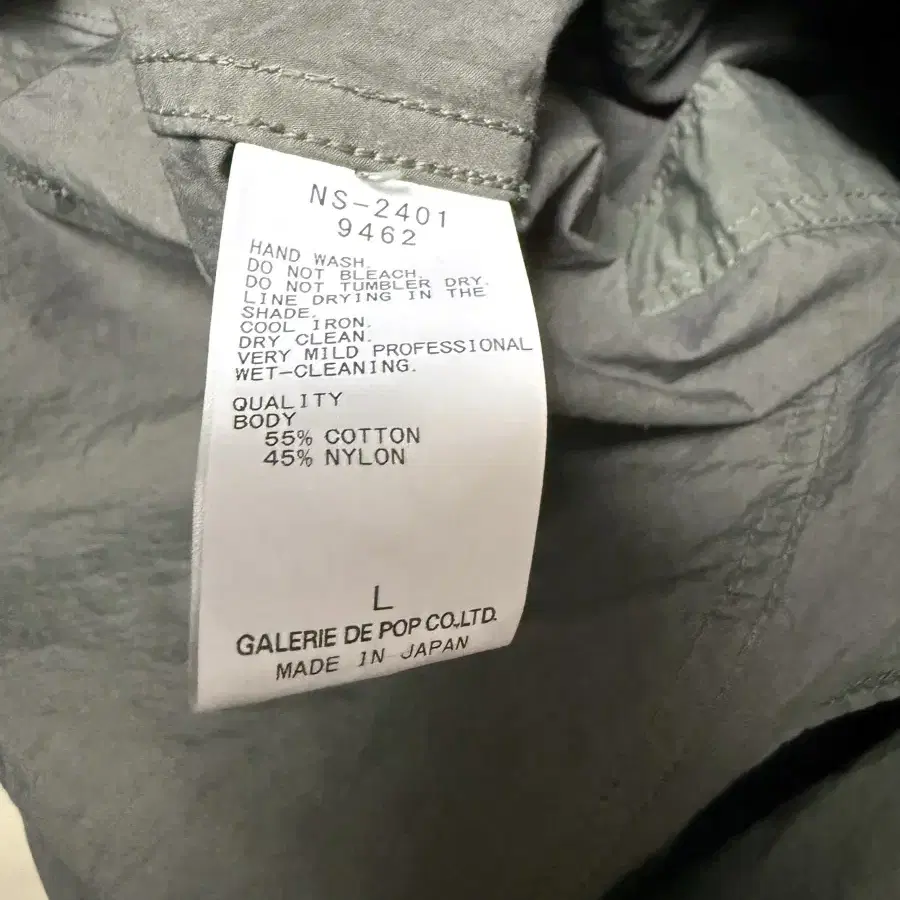 NS-2401
9462
HAND WASH.
DO NOT BLEACH.
DO NOT TUMBLER DRY.
LINE DRYING IN THE
SHADE.
COOL IRON.
DRY CLEAN.
VERY MILD PROFESSIONAL
WET-CLEANING.
QUALITY
BODY
55% COTTON
45% NYLON
L
GALERIE DE POP CO.,LTD.
MADE IN JAPAN